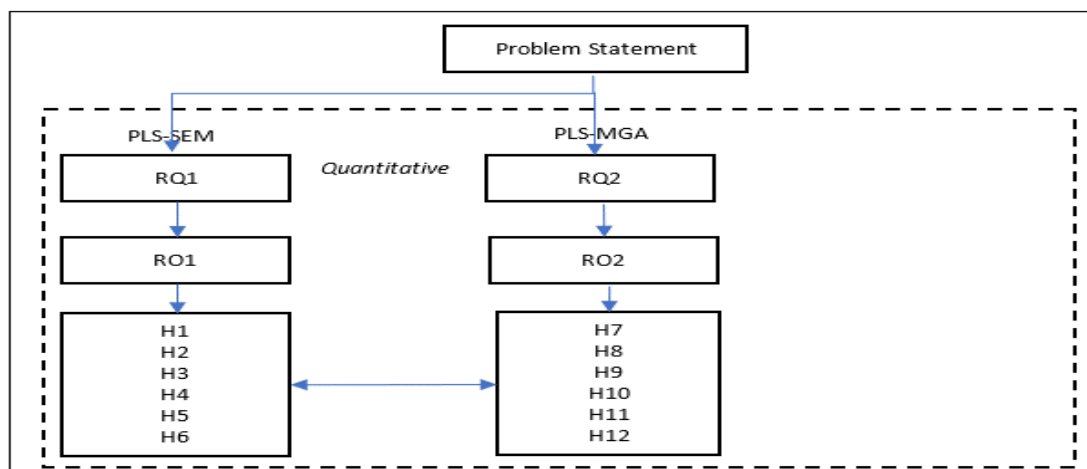 Problem Statement
PLS-SEM
PLS-MGA
Quantitative
RQ1
RQ2
RO1
RO2
H1
H2
H3
H4
H5
H6
H7
H8
H9
H10
H11
H12